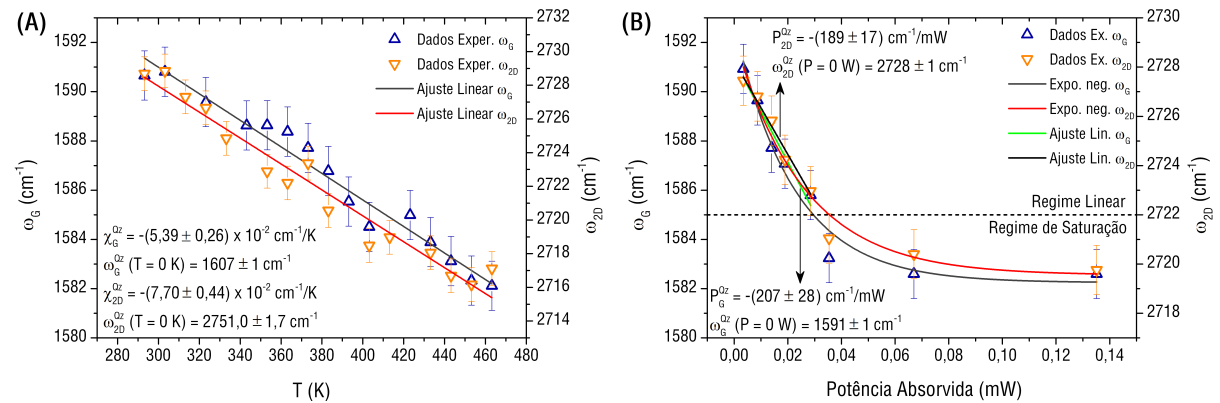 (A)
ω_G (cm⁻¹)
1592
1590
1588
1586
1584
1582
1580
2732
2730
2728
2726
2724
2722
2720
2718
2716
2714
ω_2D (cm⁻¹)
280 300 320 340 360 380 400 420 440 460 480
T (K)
Dados Exper. ω_G
Dados Exper. ω_2D
Ajuste Linear ω_G
Ajuste Linear ω_2D
χ_G^Qz = -(5,39 ± 0,26) x 10⁻² cm⁻¹/K
ω_G^Qz (T = 0 K) = 1607 ± 1 cm⁻¹
χ_2D^Qz = -(7,70 ± 0,44) x 10⁻² cm⁻¹/K
ω_2D^Qz (T = 0 K) = 2751,0 ± 1,7 cm⁻¹
(B)
ω_G (cm⁻¹)
1592
1590
1588
1586
1584
1582
1580
2730
2728
2726
2724
2722
2720
2718
ω_2D (cm⁻¹)
0,00 0,02 0,04 0,06 0,08 0,10 0,12 0,14
Potência Absorvida (mW)
P_2D^Qz = -(189 ± 17) cm⁻¹/mW
ω_2D^Qz (P = 0 W) = 2728 ± 1 cm⁻¹
Dados Ex. ω_G
Dados Ex. ω_2D
Expo. neg. ω_G
Expo. neg. ω_2D
Ajuste Lin. ω_G
Ajuste Lin. ω_2D
Regime Linear
Regime de Saturação
P_G^Qz = -(207 ± 28) cm⁻¹/mW
ω_G^Qz (P = 0 W) = 1591 ± 1 cm⁻¹